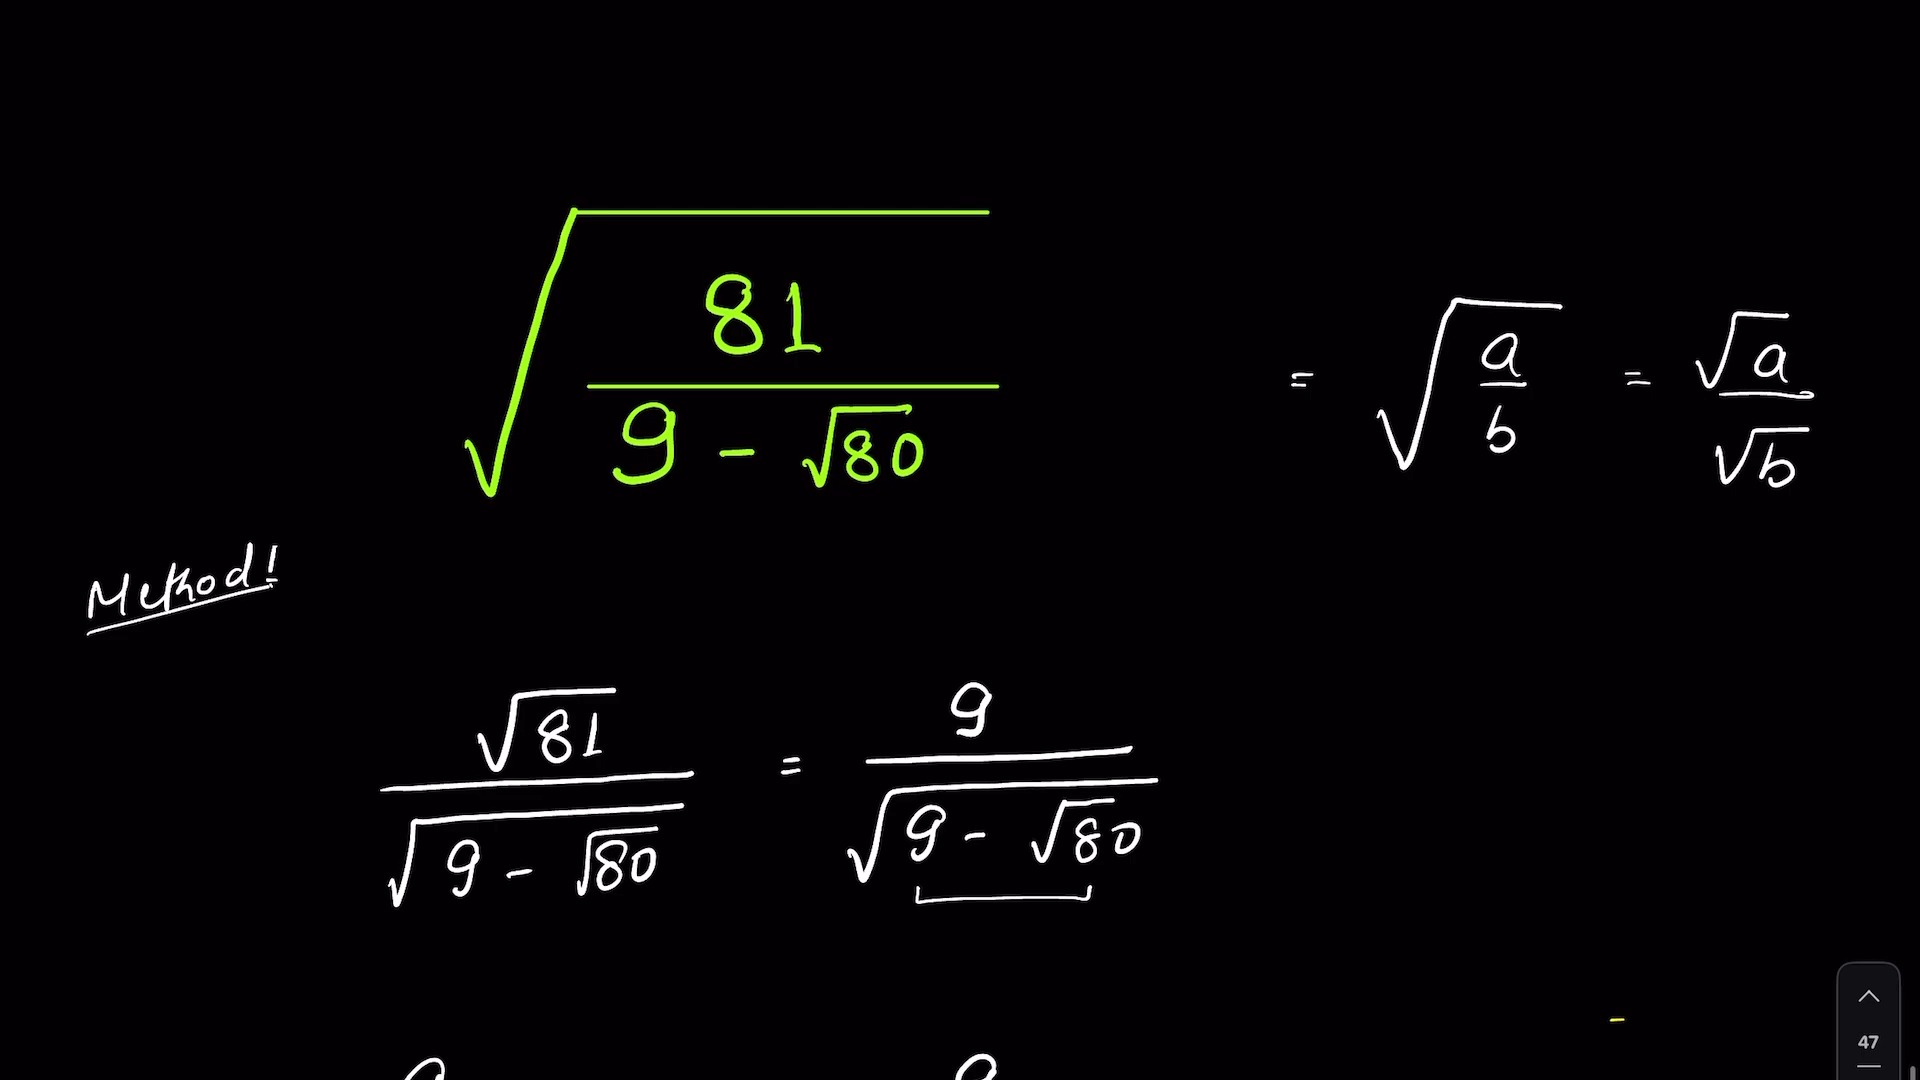 √(81 / (9 - √80)) = √(a/b) = √a / √b
Method!
√81 / √(9 - √80) = 9 / √(9 - √80)
47